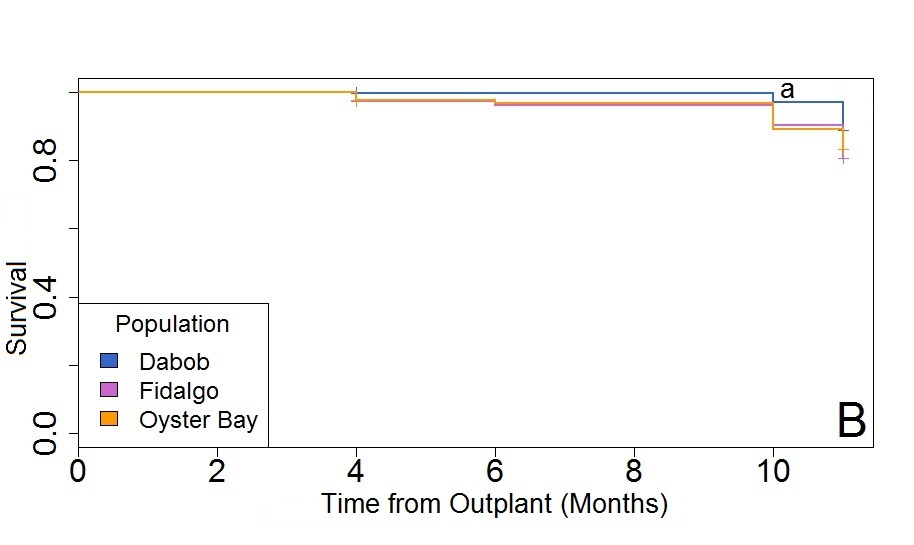 a
0.8
0.4
0.0
Survival
Population
Dabob
Fidalgo
Oyster Bay
B
0 2 4 6 8 10
Time from Outplant (Months)